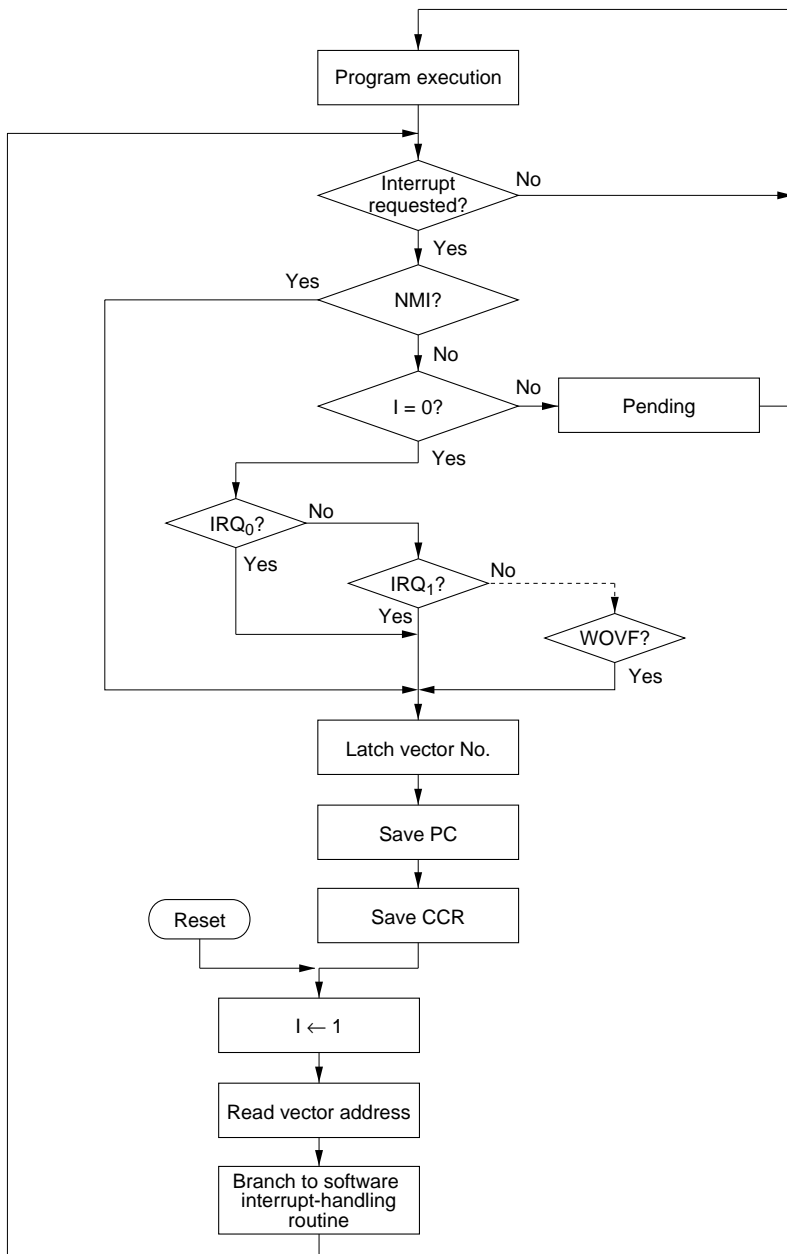 Program execution
Interrupt
requested?
No
Yes
Yes
NMI?
No
I = 0?
No
Pending
Yes
IRQ0?
No
Yes
IRQ1?
No
Yes
WOVF?
Yes
Latch vector No.
Save PC
Save CCR
Reset
I ← 1
Read vector address
Branch to software
interrupt-handling
routine